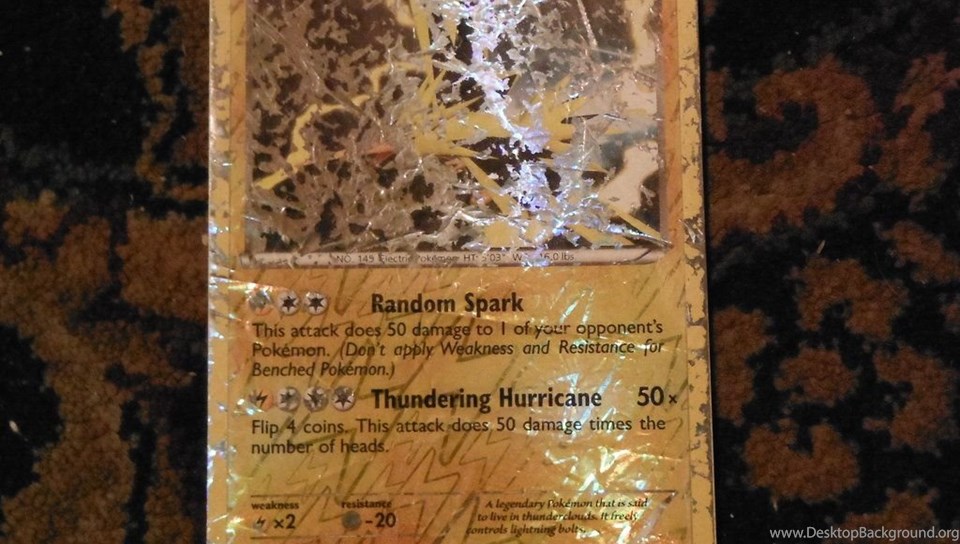 NO. 145 Electric Pokémon HT: 5'03" W 6.0 lbs
Random Spark
This attack does 50 damage to 1 of your opponent's
Pokémon. (Don't apply Weakness and Resistance for
Benched Pokémon.)
Thundering Hurricane 50×
Flip 4 coins. This attack does 50 damage times the
number of heads.
weakness resistance
×2 -20
A legendary Pokémon that is said
to live in thunderclouds. It freely
controls lightning bolts.
www.DesktopBackground.org